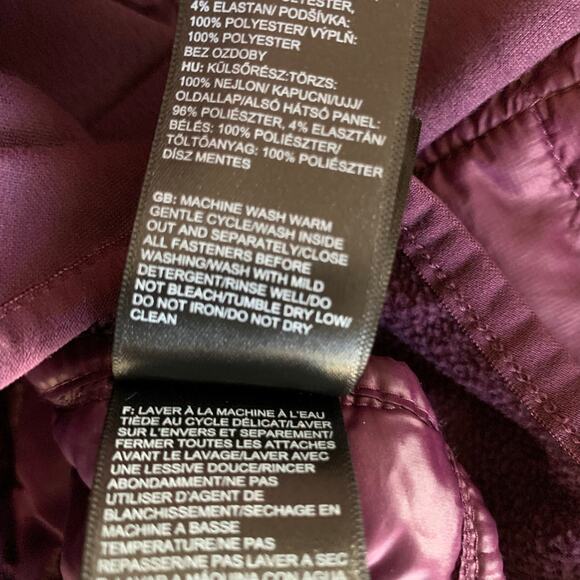 4% ELASTAN/ PODŠÍVKA:
100% POLYESTER/ VÝPLŇ:
100% POLYESTER
BEZ OZDOBY
HU: KÜLSŐRÉSZ:TÖRZS:
100% NEJLON/ KAPUCNI/UJJ/
OLDALLAP/ALSÓ HÁTSÓ PANEL:
96% POLIÉSZTER, 4% ELASZTÁN/
BÉLÉS: 100% POLIÉSZTER/
TÖLTŐANYAG: 100% POLIÉSZTER
DÍSZ MENTES
GB: MACHINE WASH WARM
GENTLE CYCLE/WASH INSIDE
OUT AND SEPARATELY/CLOSE
ALL FASTENERS BEFORE
WASHING/WASH WITH MILD
DETERGENT/RINSE WELL/DO
NOT BLEACH/TUMBLE DRY LOW/
DO NOT IRON/DO NOT DRY
CLEAN
F: LAVER À LA MACHINE À L'EAU
TIÈDE AU CYCLE DÉLICAT/LAVER
SUR L'ENVERS ET SEPAREMENT/
FERMER TOUTES LES ATTACHES
AVANT LE LAVAGE/LAVER AVEC
UNE LESSIVE DOUCE/RINCER
ABONDAMMENT/NE PAS
UTILISER D'AGENT DE
BLANCHISSEMENT/SECHAGE EN
MACHINE A BASSE
TEMPERATURE/NE PAS
REPASSER/NE PAS LAVER A SEC